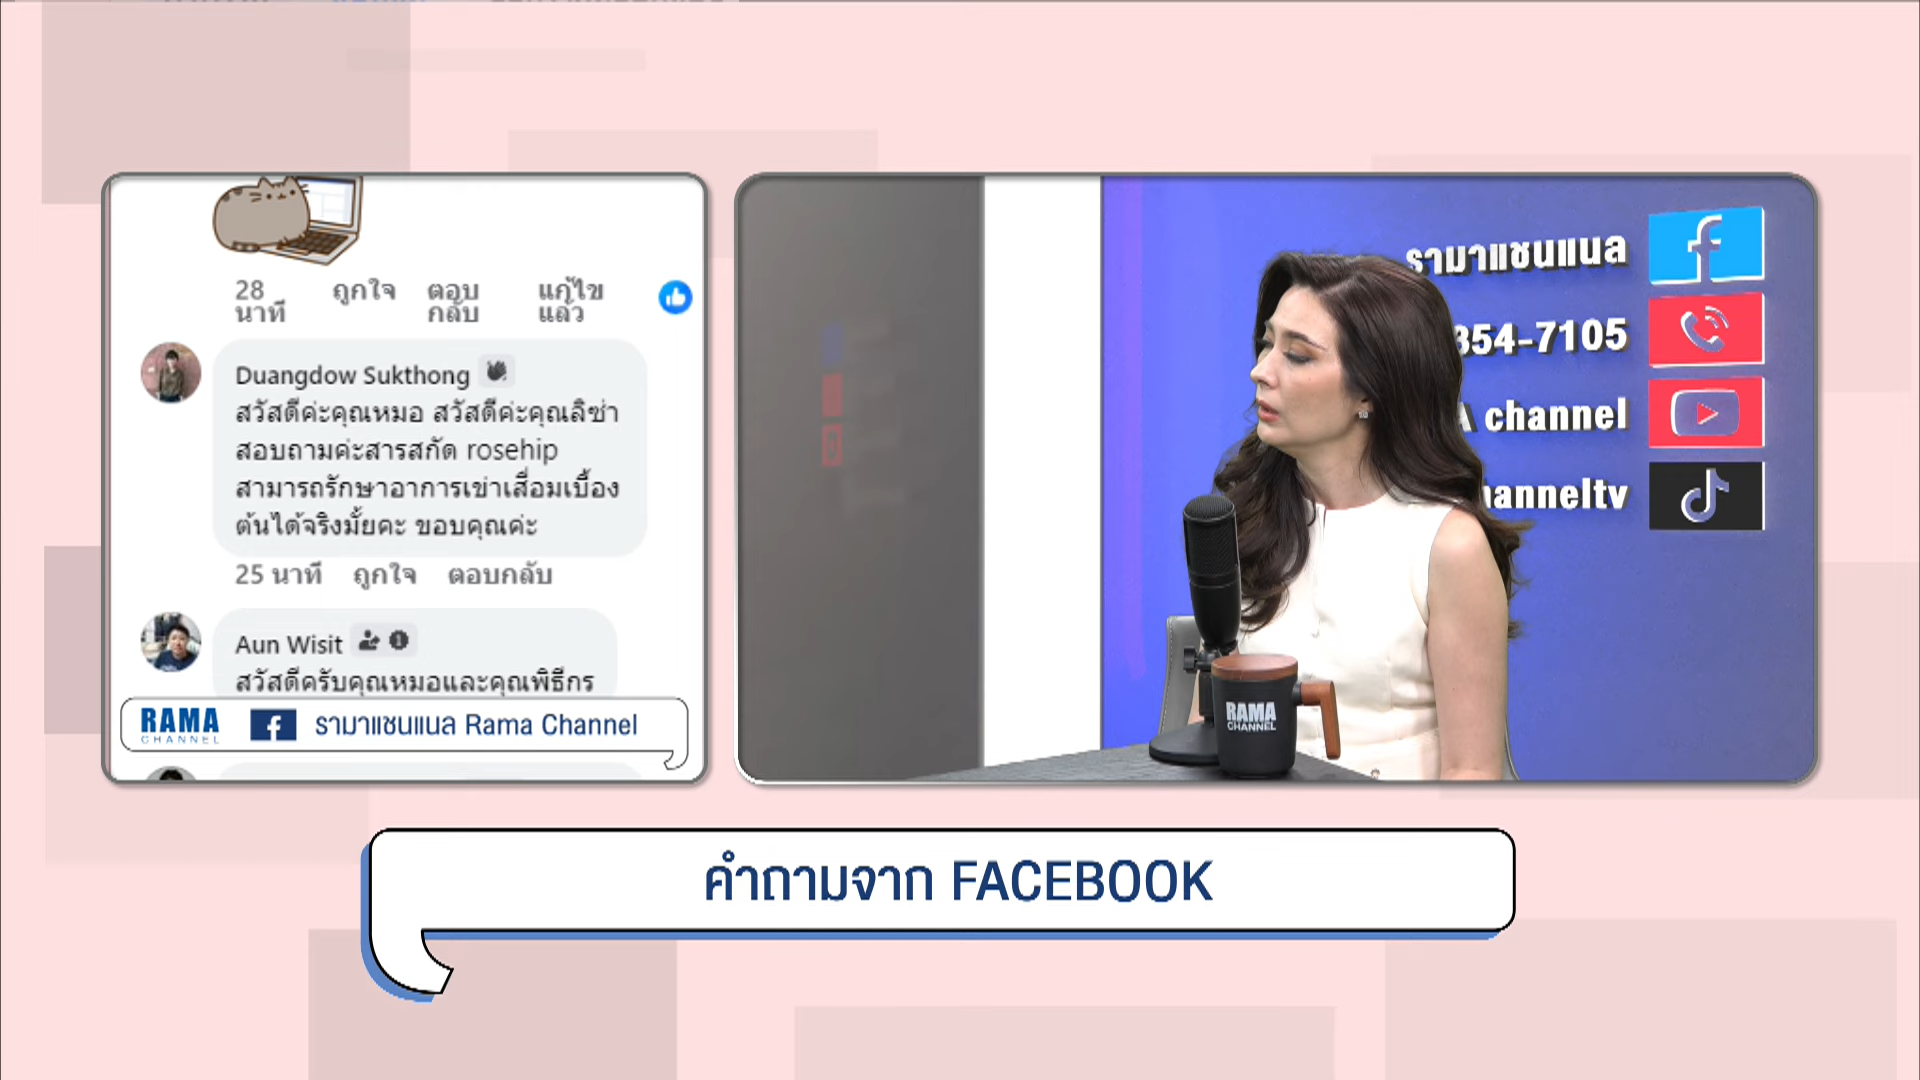 28
นาที
ถูกใจ
ตอบ
กลับ
แก้ไข
แล้ว
Duangdow Sukthong
สวัสดีค่ะคุณหมอ สวัสดีค่ะคุณลิซ่า
สอบถามค่ะสารสกัด rosehip
สามารถรักษาอาการเข่าเสื่อมเบื้อง
ต้นได้จริงมั้ยคะ ขอบคุณค่ะ
25 นาที ถูกใจ ตอบกลับ
Aun Wisit
สวัสดีครับคุณหมอและคุณพิธีกร
RAMA
CHANNEL
รามาแชนแนล Rama Channel
รามาแชนแนล
354-7105
A channel
hanneltv
RAMA
CHANNEL
คำถามจาก FACEBOOK